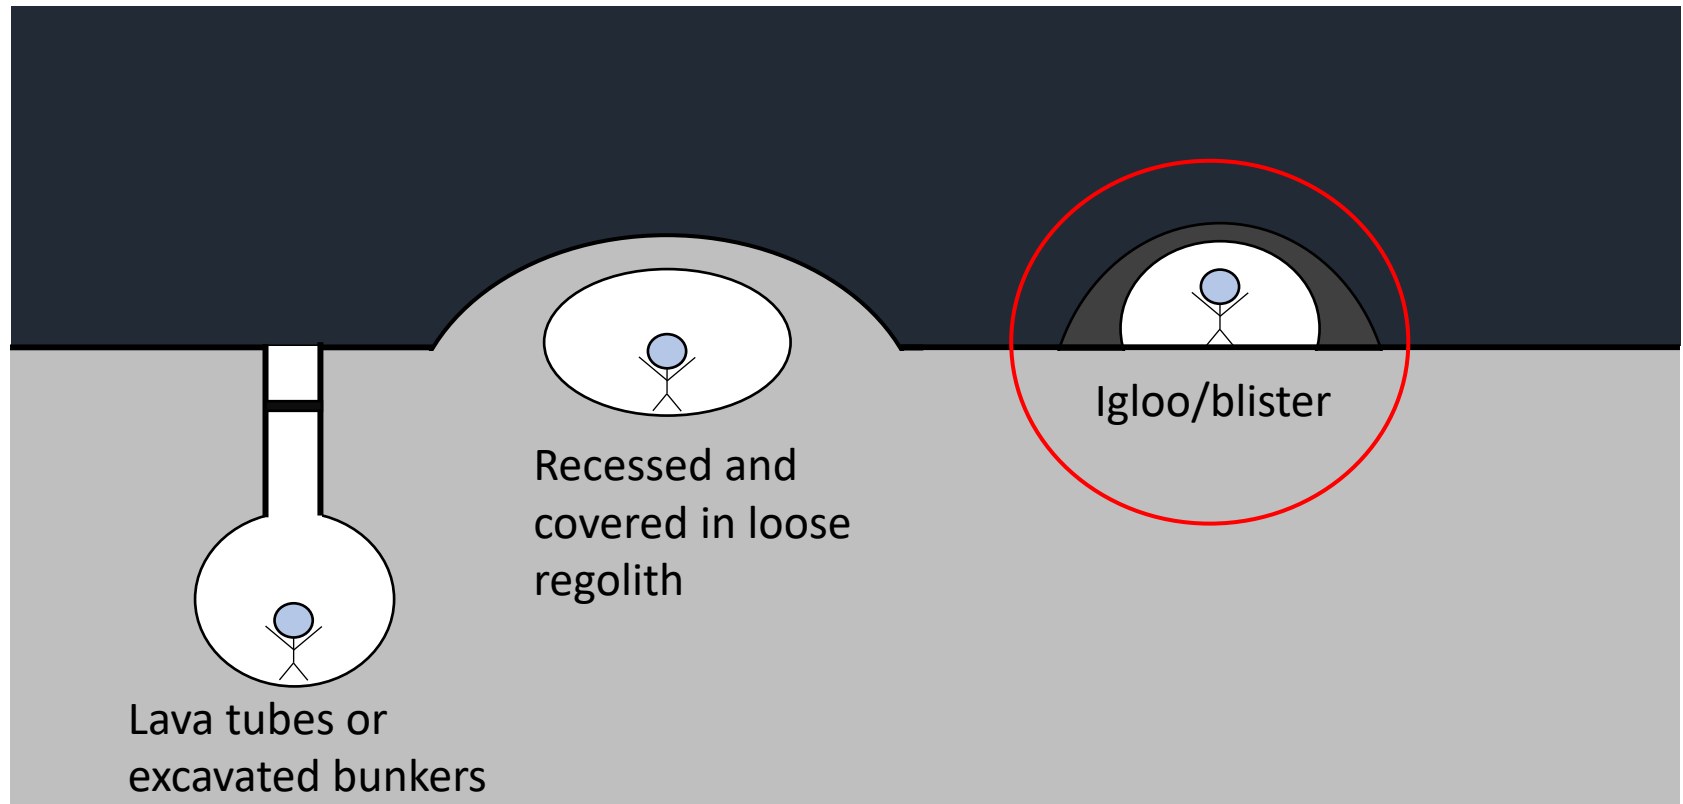 Igloo/blister
Recessed and
covered in loose
regolith
Lava tubes or
excavated bunkers